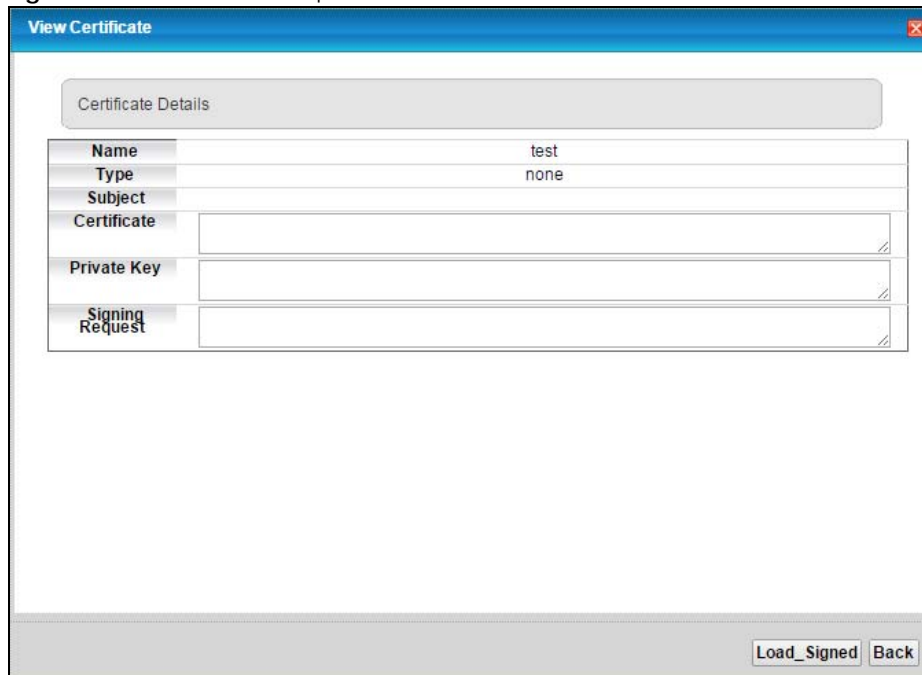 View Certificate
Certificate Details
Name test
Type none
Subject
Certificate
Private Key
Signing
Request
Load_Signed Back